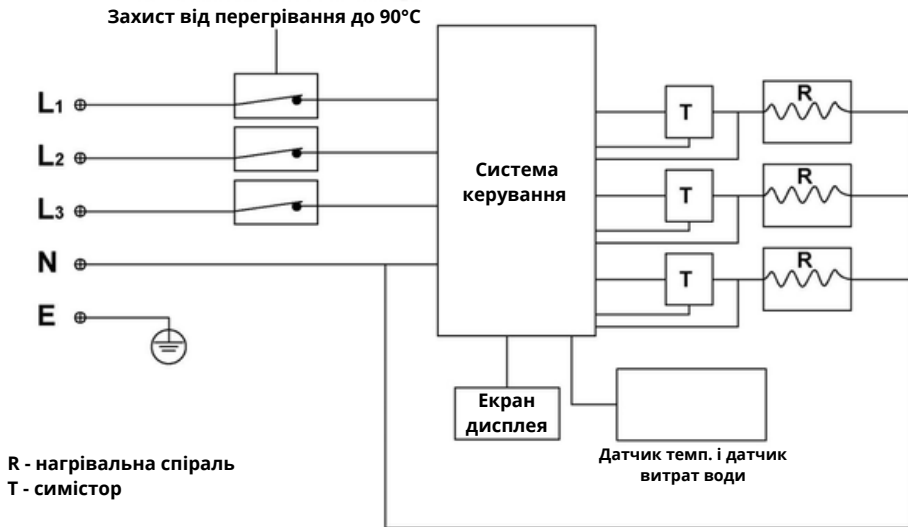 Захист від перегрівання до 90°C
L1
L2
L3
N
E
Система
керування
T
R
T
R
T
R
Екран
дисплея
Датчик темп. і датчик
витрат води
R - нагрівальна спіраль
T - симістор